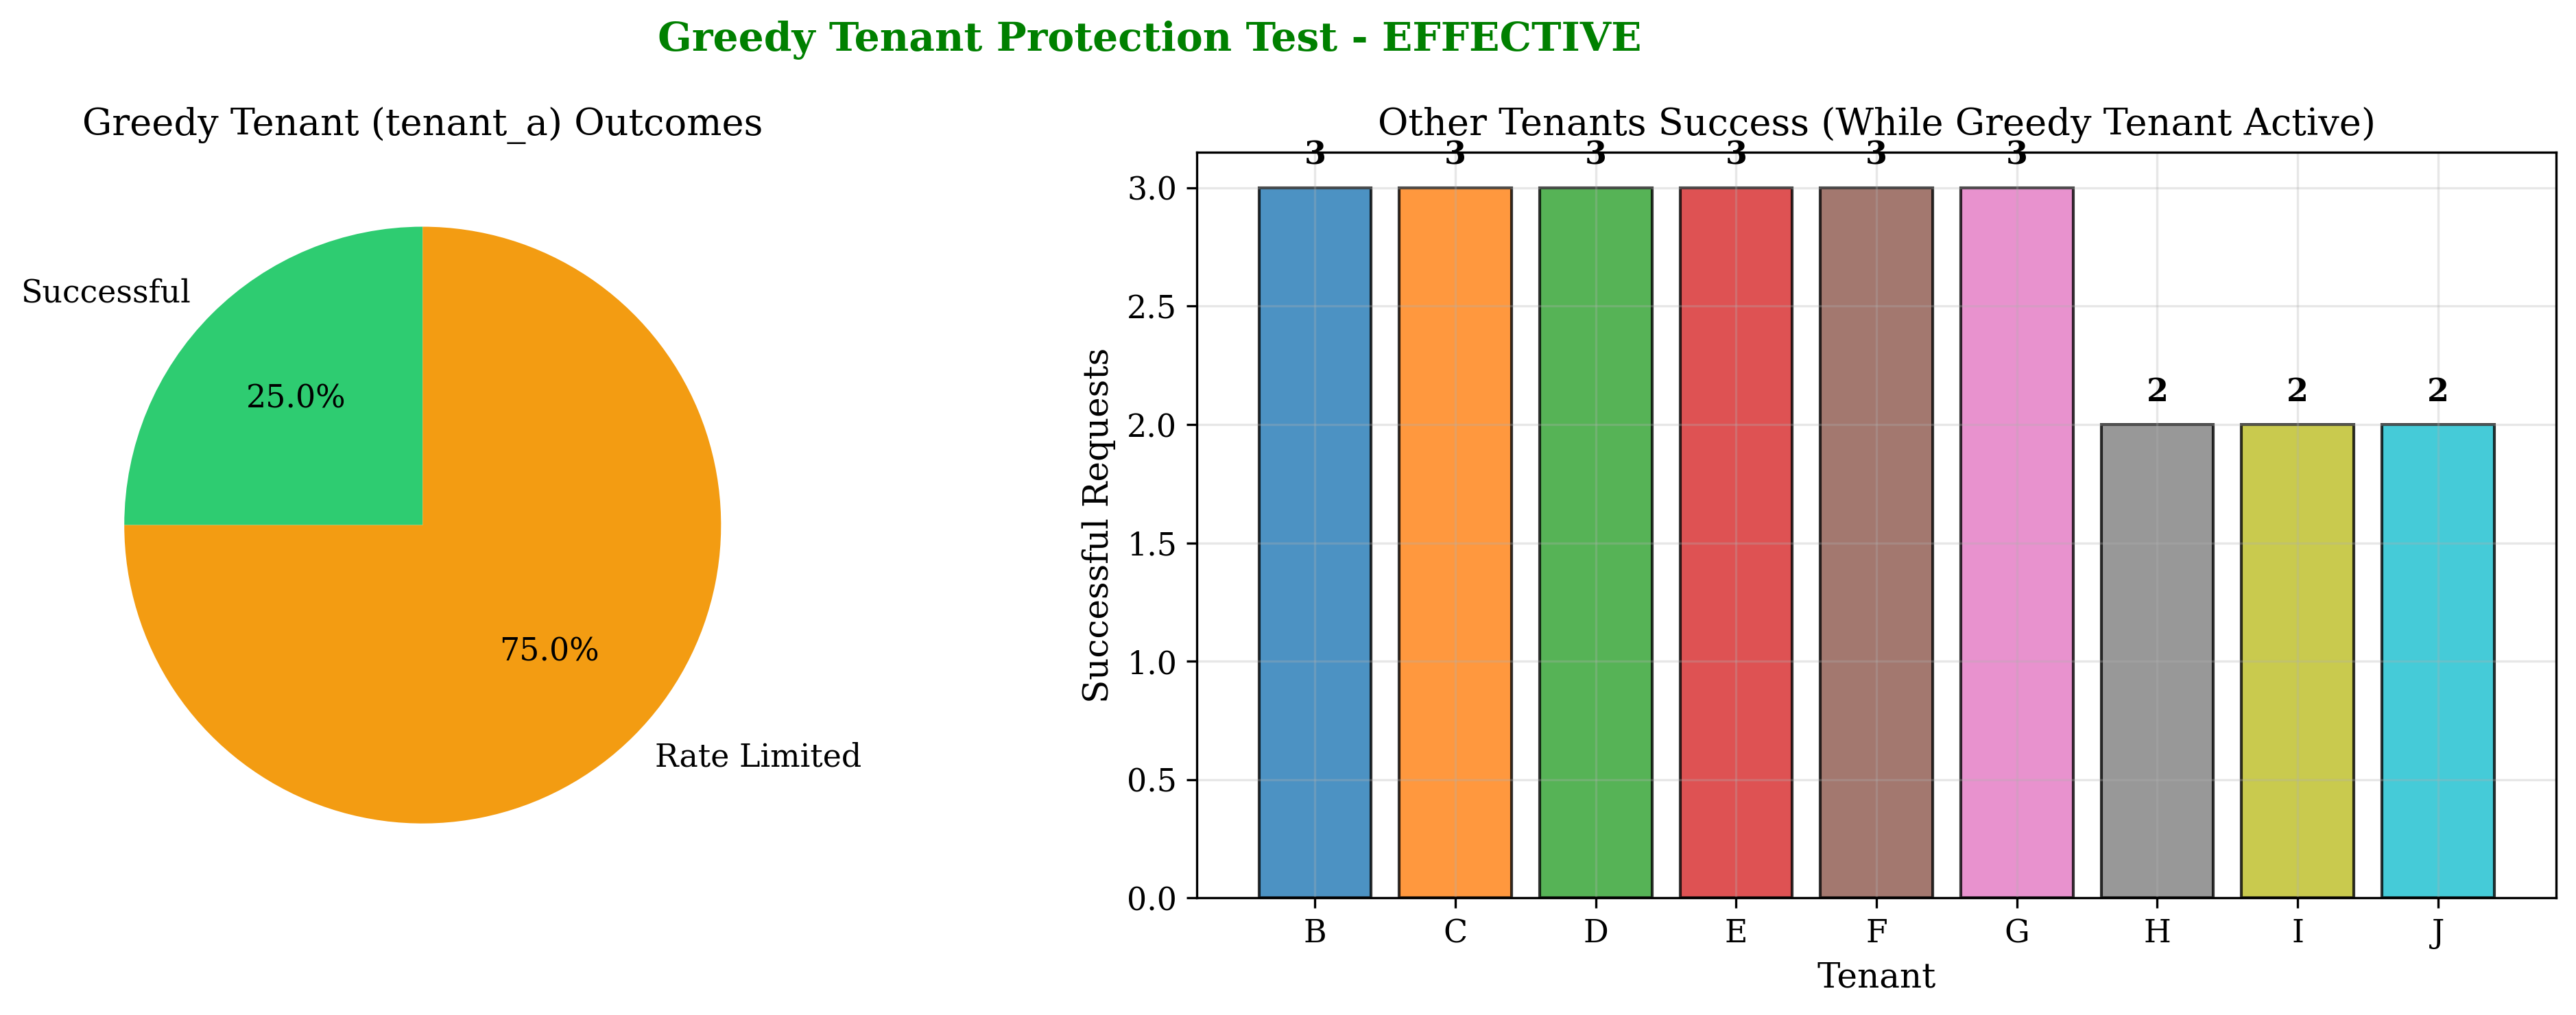 Greedy Tenant Protection Test - EFFECTIVE
Greedy Tenant (tenant_a) Outcomes
Successful
25.0%
75.0%
Rate Limited
Other Tenants Success (While Greedy Tenant Active)
3 3 3 3 3 3 2 2 2
Successful Requests
3.0
2.5
2.0
1.5
1.0
0.5
0.0
B C D E F G H I J
Tenant